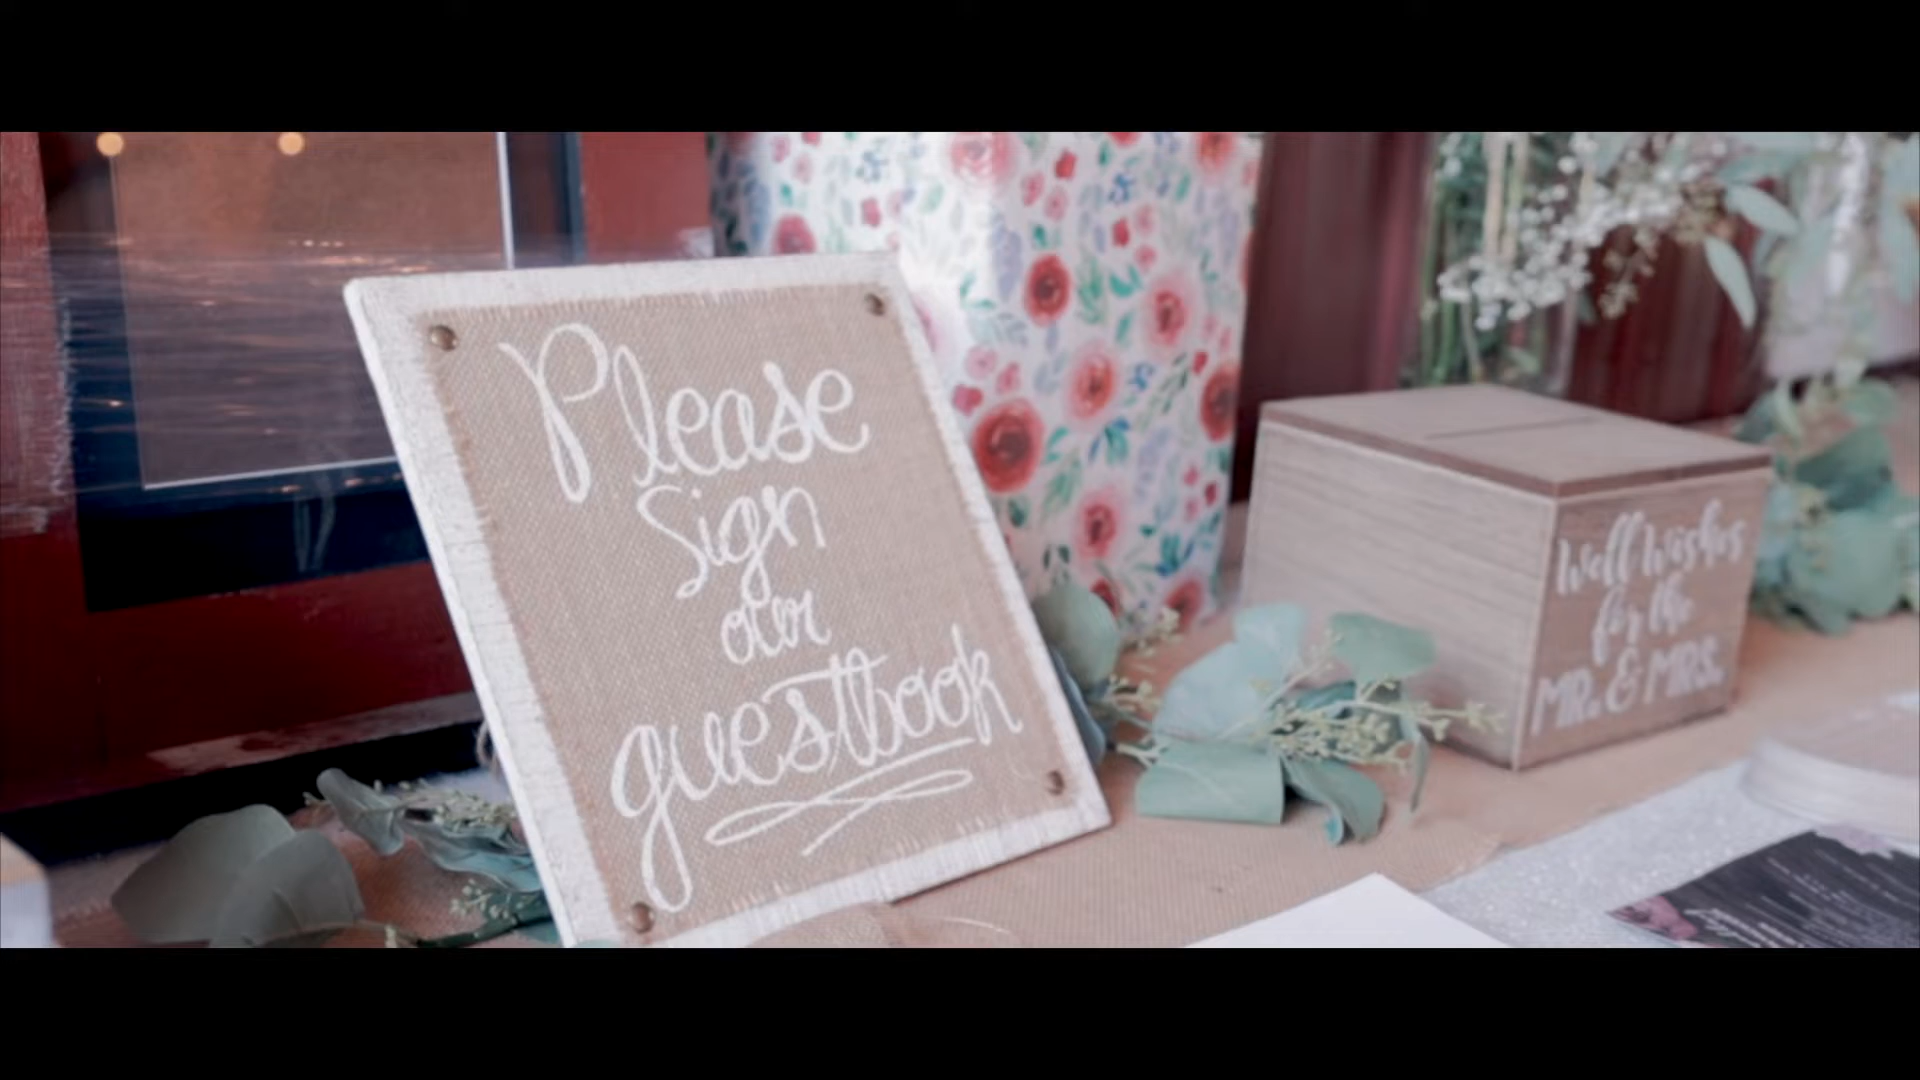 Please
Sign
our
guestbook
Well Wishes
for the
MR. & MRS.